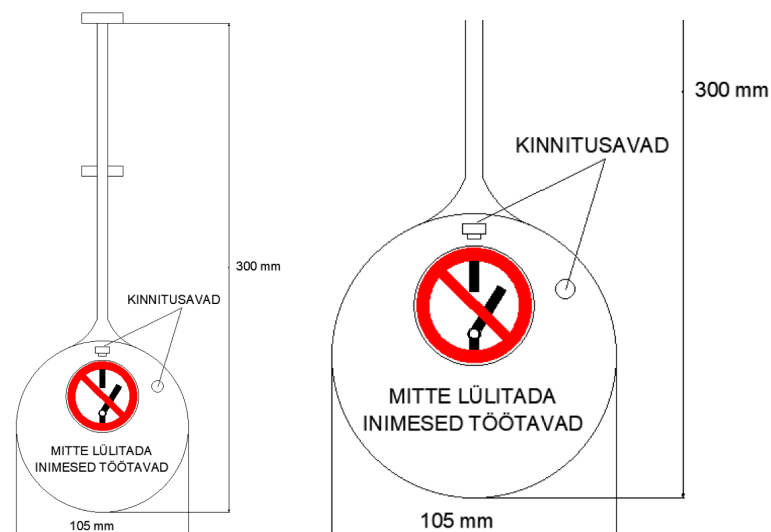 300 mm
KINNITUSAVAD
MITTE LÜLITADA
INIMESED TÖÖTAVAD
105 mm
300 mm
KINNITUSAVAD
MITTE LÜLITADA
INIMESED TÖÖTAVAD
105 mm